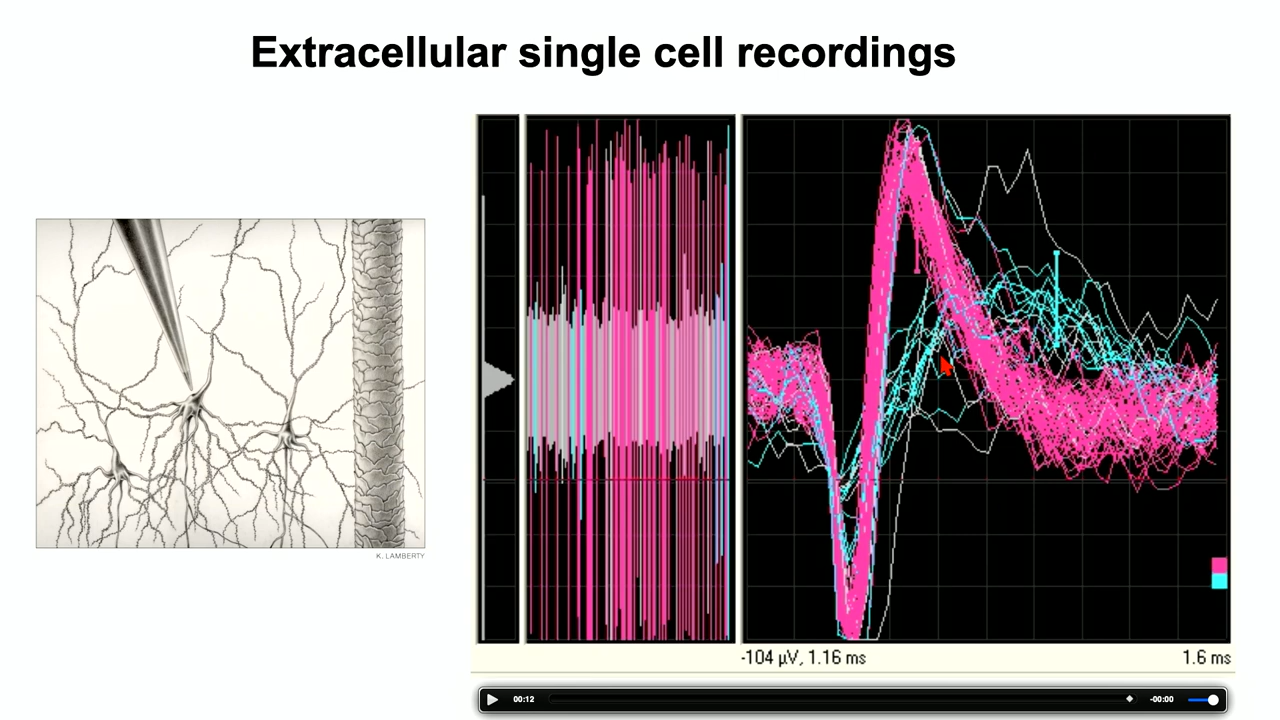 Extracellular single cell recordings
K. LAMBERTY
-104 µV, 1.16 ms
1.6 ms
00:12
-00:00